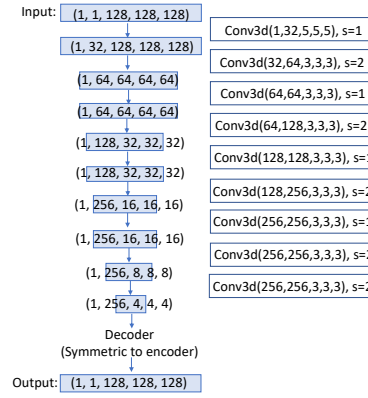 Input: (1, 1, 128, 128, 128)
Conv3d(1,32,5,5,5), s=1
(1, 32, 128, 128, 128)
Conv3d(32,64,3,3,3), s=2
(1, 64, 64, 64, 64)
Conv3d(64,64,3,3,3), s=1
(1, 64, 64, 64, 64)
Conv3d(64,128,3,3,3), s=2
(1, 128, 32, 32, 32)
Conv3d(128,128,3,3,3), s=
(1, 128, 32, 32, 32)
Conv3d(128,256,3,3,3), s=2
(1, 256, 16, 16, 16)
Conv3d(256,256,3,3,3), s=
(1, 256, 16, 16, 16)
Conv3d(256,256,3,3,3), s=2
(1, 256, 8, 8, 8)
Conv3d(256,256,3,3,3), s=2
(1, 256, 4, 4, 4)
Decoder
(Symmetric to encoder)
Output: (1, 1, 128, 128, 128)